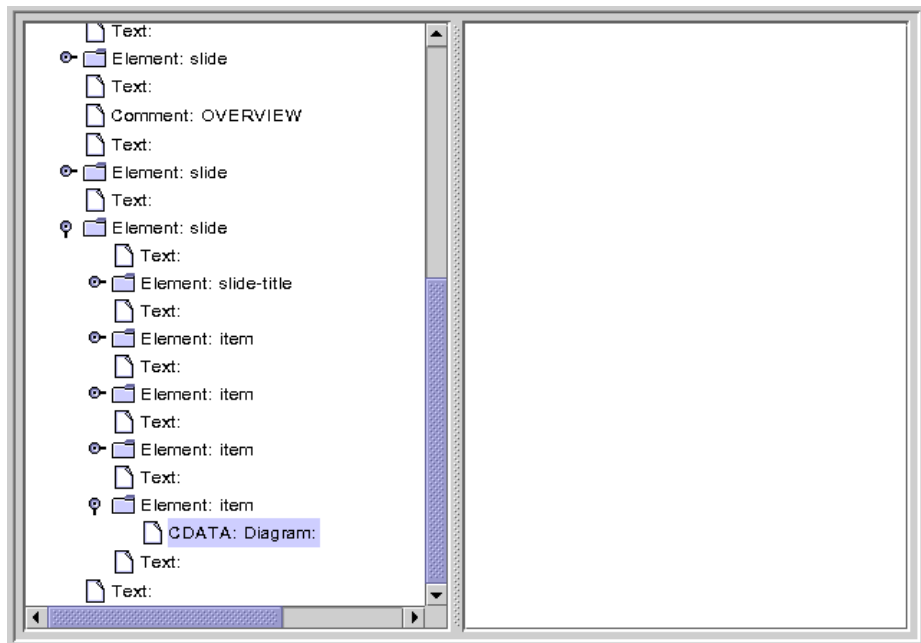 Text:
Element: slide
Text:
Comment: OVERVIEW
Text:
Element: slide
Text:
Element: slide
Text:
Element: slide-title
Text:
Element: item
Text:
Element: item
Text:
Element: item
Text:
Element: item
CDATA: Diagram:
Text:
Text: